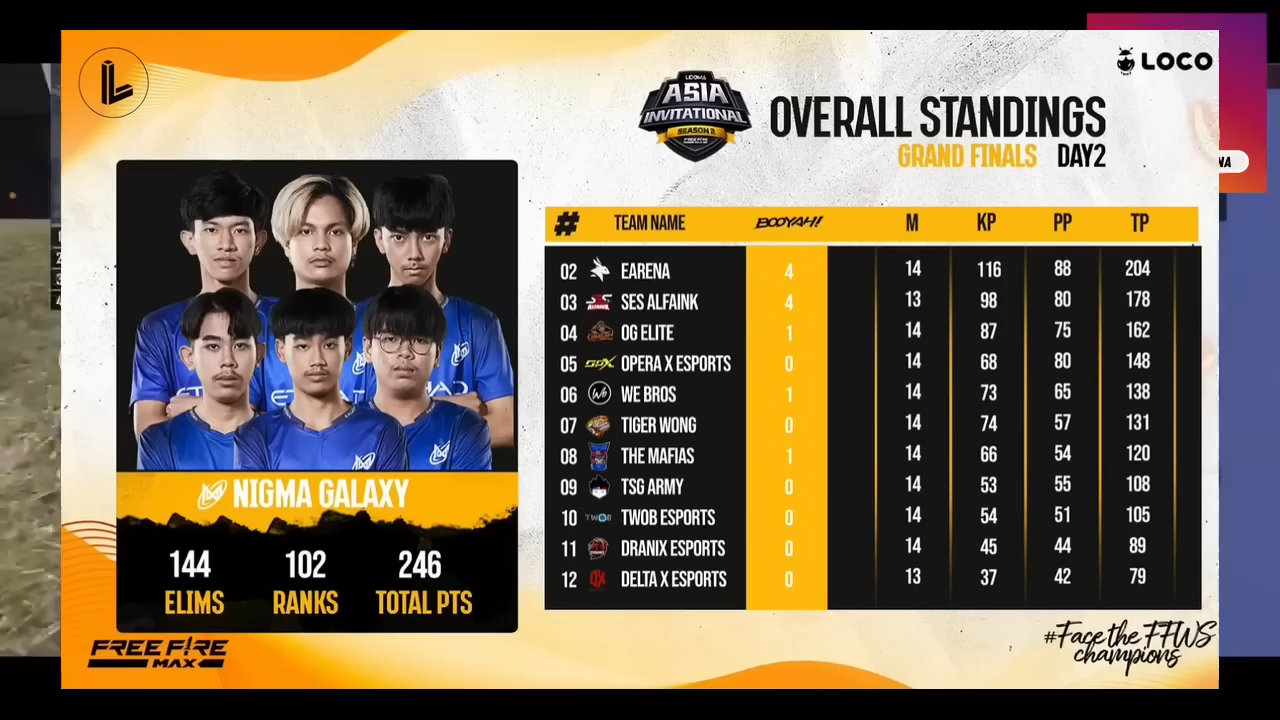 LOCO
LIDOMA
ASIA
INVITATIONAL
SEASON 2
FREE FIRE
OVERALL STANDINGS
GRAND FINALS DAY2
NA
# TEAM NAME BOOYAH! M KP PP TP
02 EARENA 4 14 116 88 204
03 SES ALFAINK 4 13 98 80 178
04 OG ELITE 1 14 87 75 162
05 OPERA X ESPORTS 0 14 68 80 148
06 WE BROS 1 14 73 65 138
07 TIGER WONG 0 14 74 57 131
08 THE MAFIAS 1 14 66 54 120
09 TSG ARMY 0 14 53 55 108
10 TWOB TWOB ESPORTS 0 14 54 51 105
11 DRANIX ESPORTS 0 14 45 44 89
12 DELTA X ESPORTS 0 13 37 42 79
NIGMA GALAXY
144 102 246
ELIMS RANKS TOTAL PTS
FREE FIRE
MAX
#Face the FFWS
champions